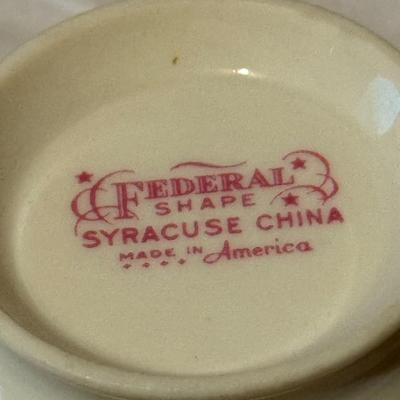 FEDERAL
SHAPE
SYRACUSE CHINA
MADE IN America